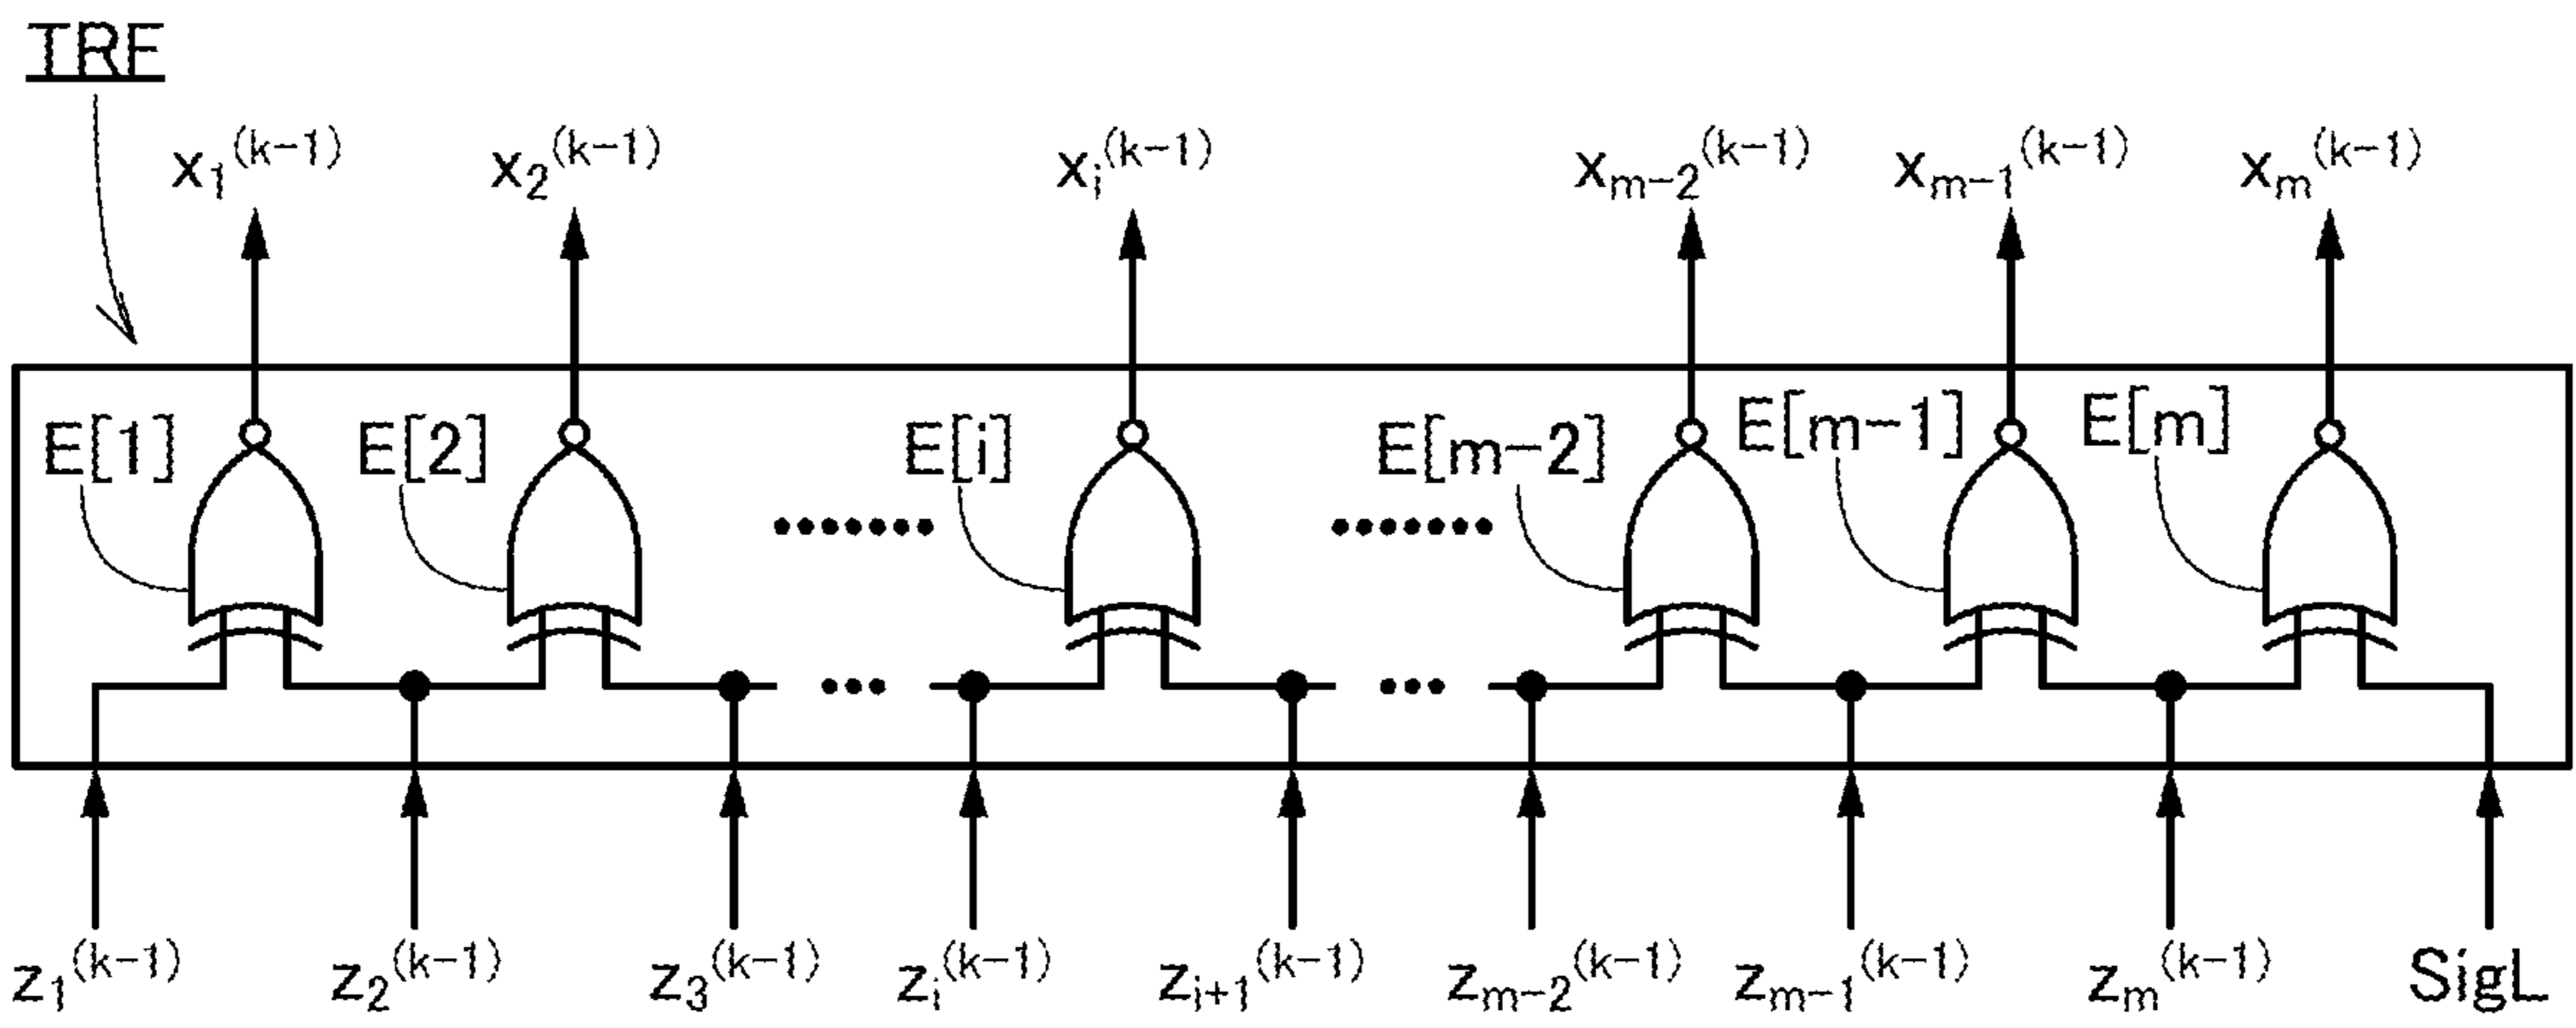 TRF
x₁⁽ᵏ⁻¹⁾ x₂⁽ᵏ⁻¹⁾ xᵢ⁽ᵏ⁻¹⁾ xₘ₋₂⁽ᵏ⁻¹⁾ xₘ₋₁⁽ᵏ⁻¹⁾ xₘ⁽ᵏ⁻¹⁾
E[1] E[2] E[i] E[m-2] E[m-1] E[m]
z₁⁽ᵏ⁻¹⁾ z₂⁽ᵏ⁻¹⁾ z₃⁽ᵏ⁻¹⁾ zᵢ⁽ᵏ⁻¹⁾ zᵢ₊₁⁽ᵏ⁻¹⁾ zₘ₋₂⁽ᵏ⁻¹⁾ zₘ₋₁⁽ᵏ⁻¹⁾ zₘ⁽ᵏ⁻¹⁾ SigL